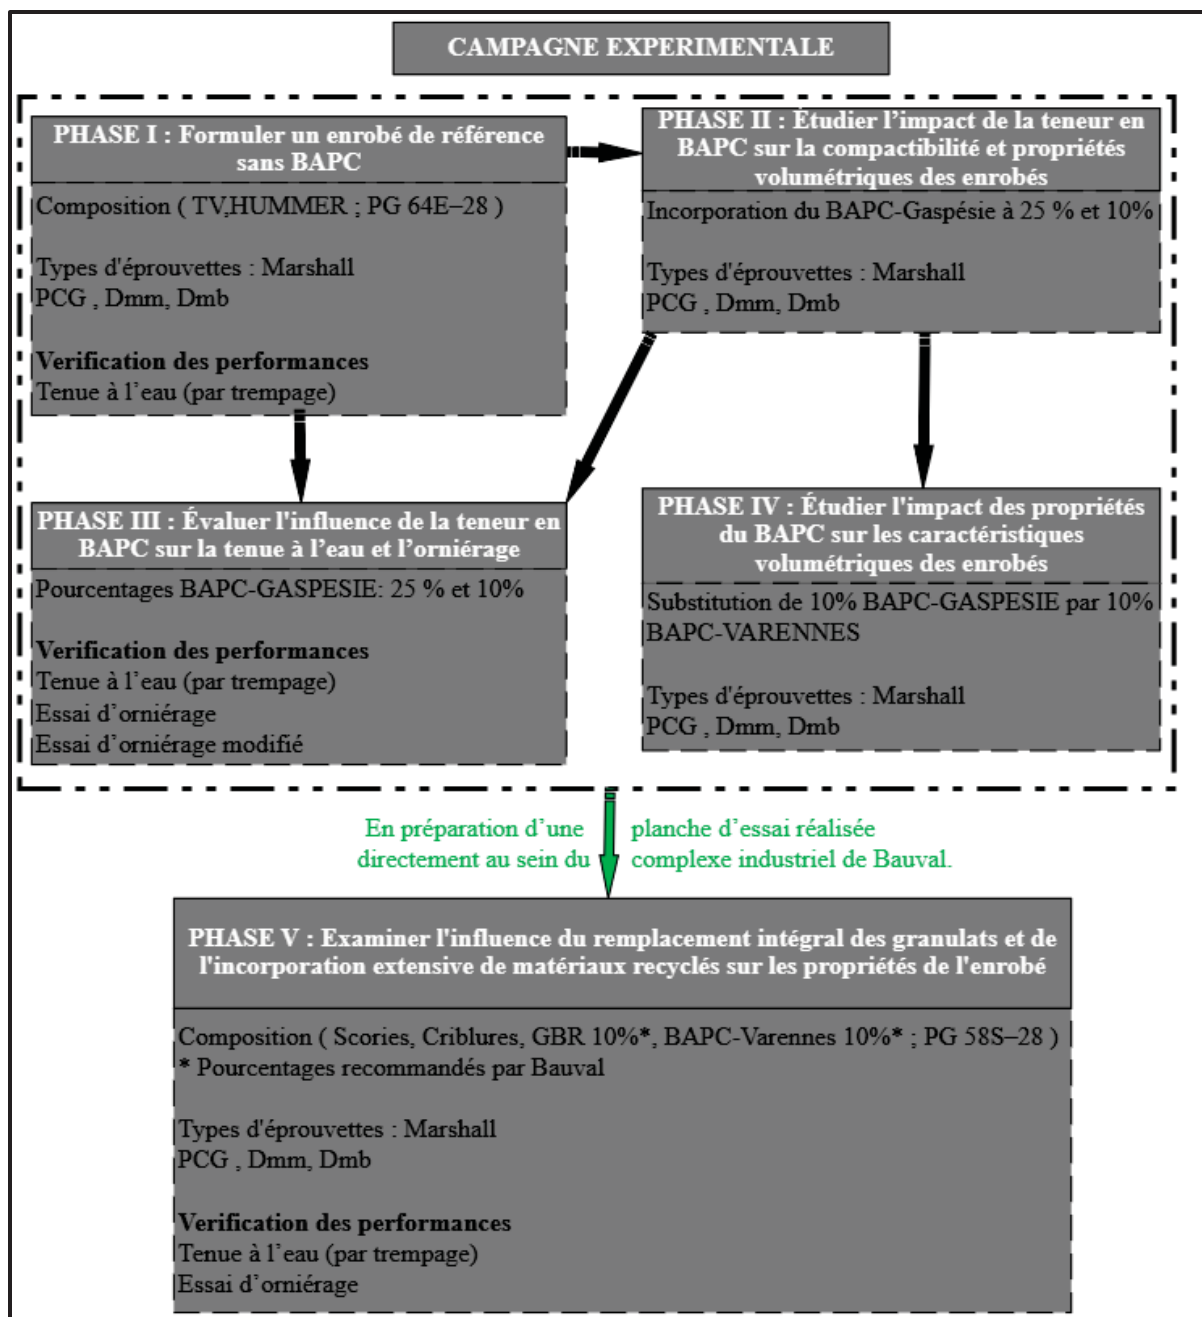 CAMPAGNE EXPERIMENTALE
PHASE I : Formuler un enrobé de référence
sans BAPC
Composition ( TV,HUMMER ; PG 64E–28 )
Types d'éprouvettes : Marshall
PCG , Dmm, Dmb
Verification des performances
Tenue à l’eau (par trempage)
PHASE II : Étudier l’impact de la teneur en
BAPC sur la compactibilité et propriétés
volumétriques des enrobés
Incorporation du BAPC-Gaspésie à 25 % et 10%
Types d'éprouvettes : Marshall
PCG , Dmm, Dmb
PHASE III : Évaluer l'influence de la teneur en
BAPC sur la tenue à l’eau et l’orniérage
Pourcentages BAPC-GASPESIE: 25 % et 10%
Verification des performances
Tenue à l’eau (par trempage)
Essai d’orniérage
Essai d’orniérage modifié
PHASE IV : Étudier l'impact des propriétés
du BAPC sur les caractéristiques
volumétriques des enrobés
Substitution de 10% BAPC-GASPESIE par 10%
BAPC-VARENNES
Types d'éprouvettes : Marshall
PCG , Dmm, Dmb
En préparation d’une planche d’essai réalisée
directement au sein du complexe industriel de Bauval.
PHASE V : Examiner l'influence du remplacement intégral des granulats et de
l'incorporation extensive de matériaux recyclés sur les propriétés de l'enrobé
Composition ( Scories, Criblures, GBR 10%*, BAPC-Varennes 10%* ; PG 58S–28 )
* Pourcentages recommandés par Bauval
Types d'éprouvettes : Marshall
PCG , Dmm, Dmb
Verification des performances
Tenue à l’eau (par trempage)
Essai d’orniérage